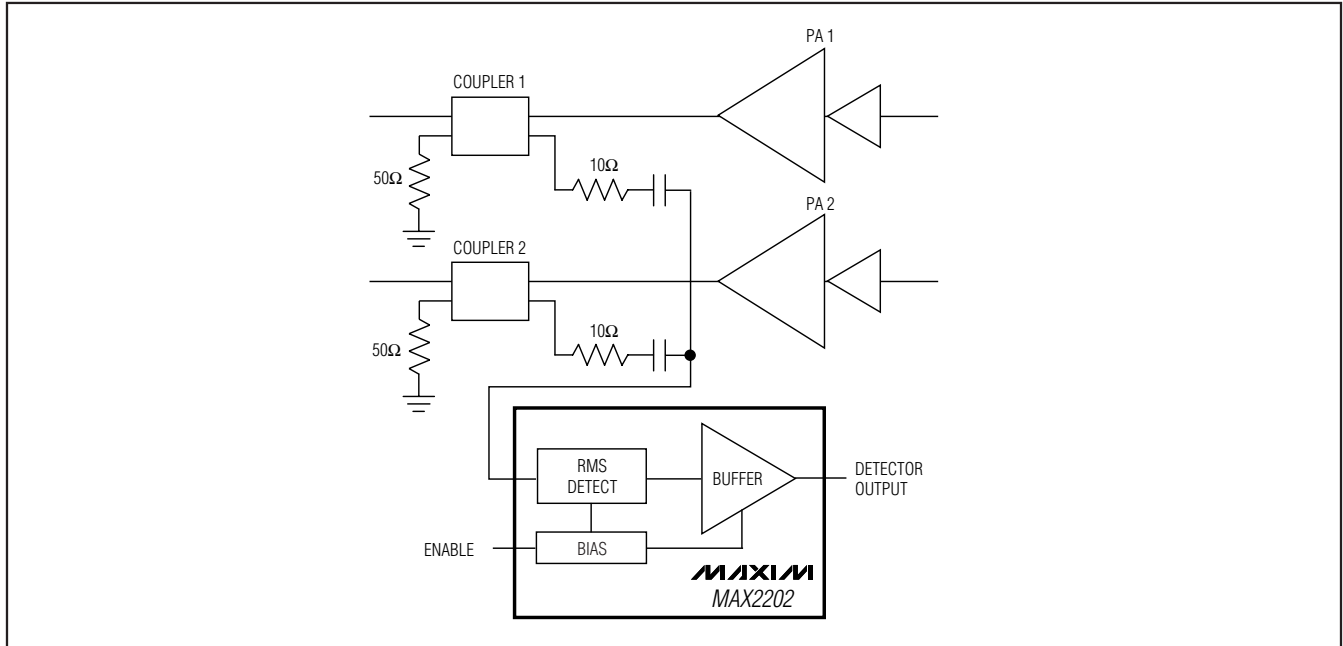 PA 1
COUPLER 1
10Ω
50Ω
PA 2
COUPLER 2
10Ω
50Ω
RMS
DETECT
BUFFER
DETECTOR
OUTPUT
ENABLE
BIAS
MAXIM
MAX2202